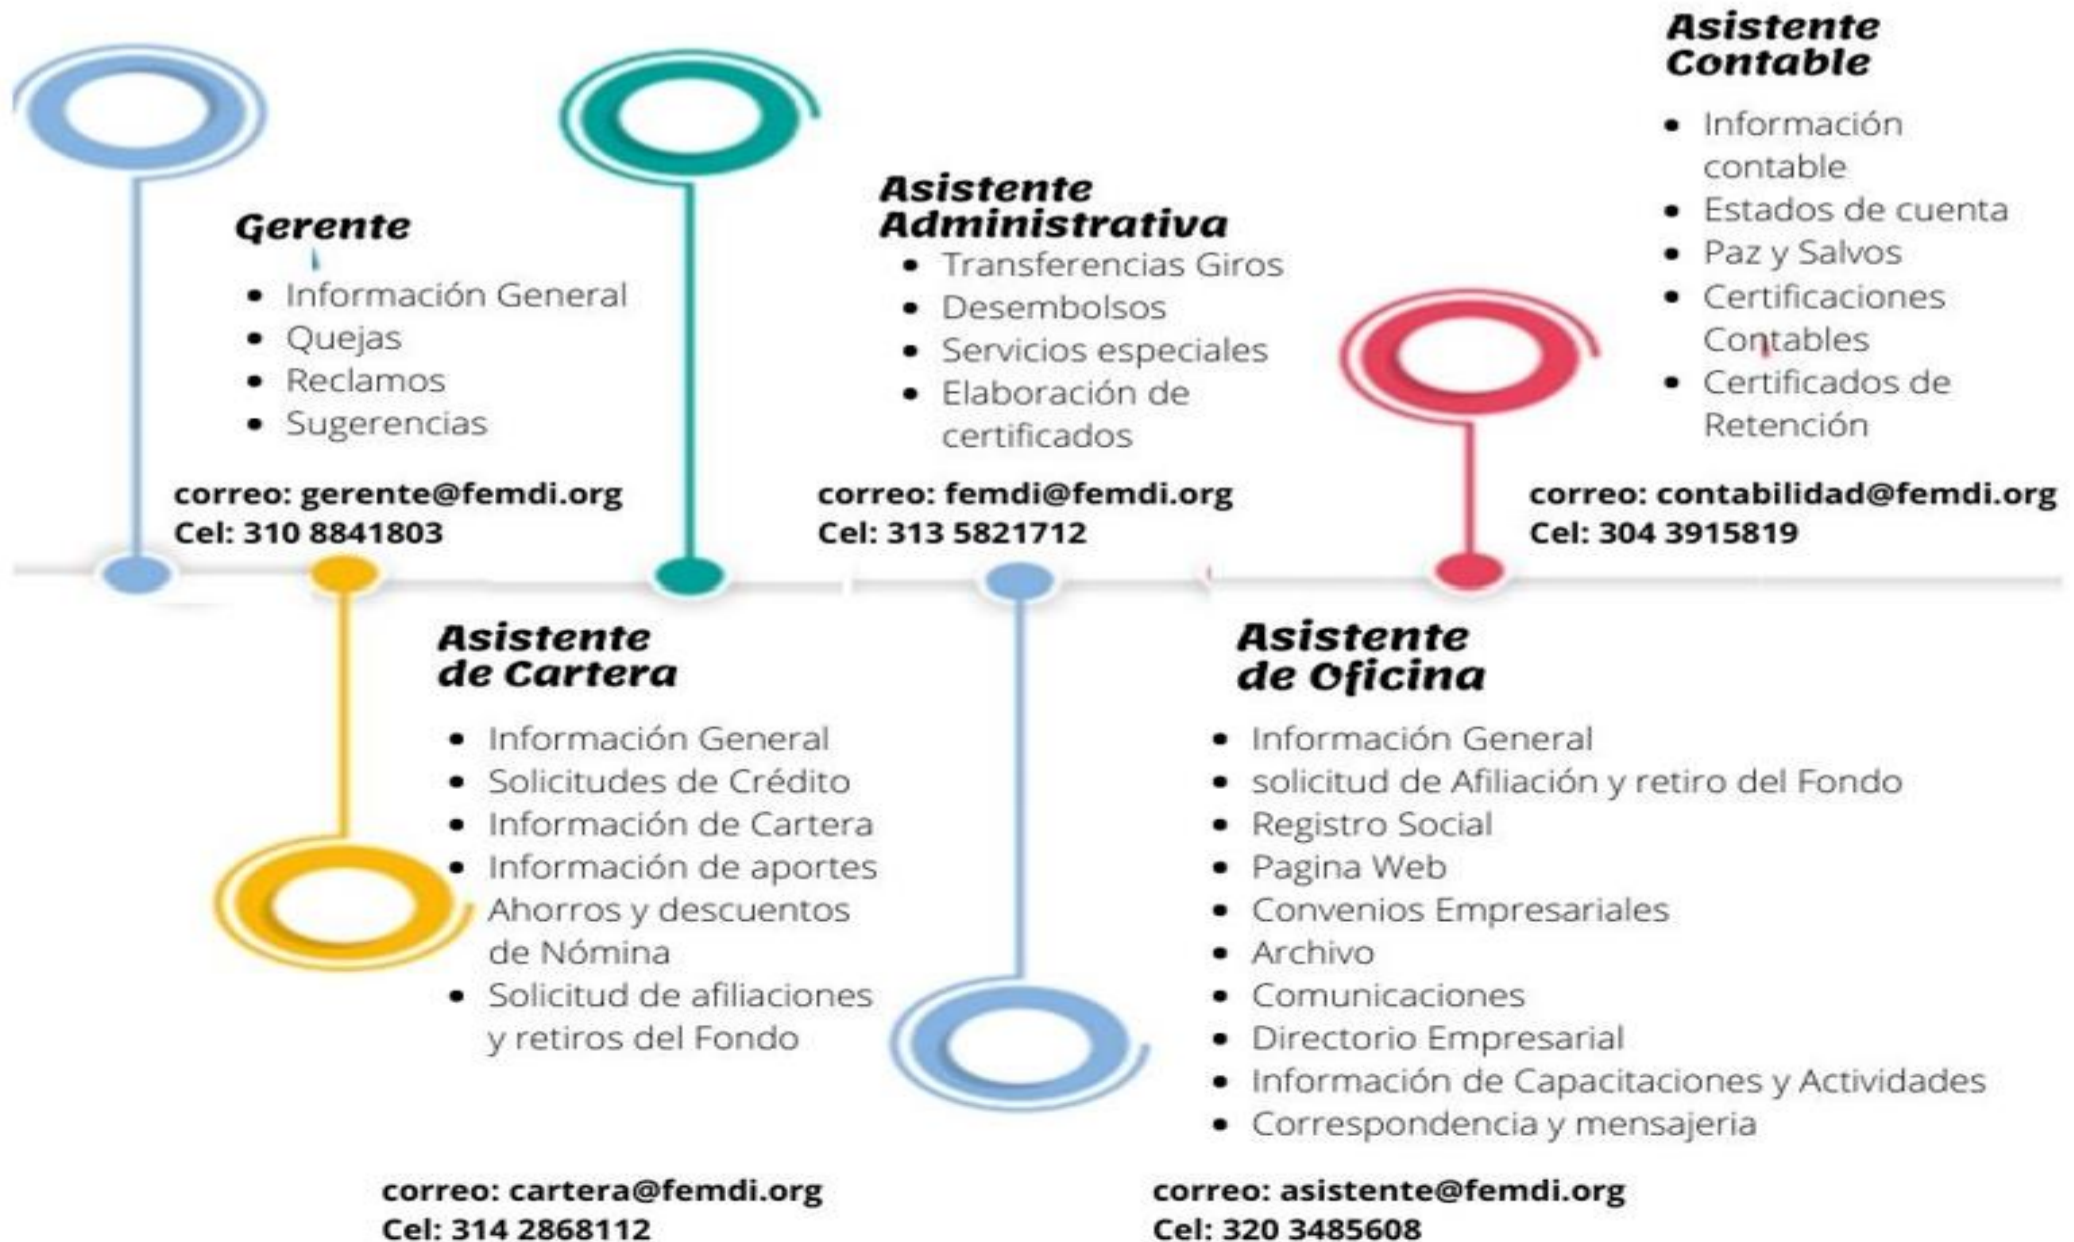 Gerente
Información General
Quejas
Reclamos
Sugerencias
correo: gerente@femdi.org
Cel: 310 8841803
Asistente
Administrativa
Transferencias Giros
Desembolsos
Servicios especiales
Elaboración de
certificados
correo: femdi@femdi.org
Cel: 313 5821712
Asistente
Contable
Información
contable
Estados de cuenta
Paz y Salvos
Certificaciones
Contables
Certificados de
Retención
correo: contabilidad@femdi.org
Cel: 304 3915819
Asistente
de Cartera
Información General
Solicitudes de Crédito
Información de Cartera
Información de aportes
Ahorros y descuentos
de Nómina
Solicitud de afiliaciones
y retiros del Fondo
correo: cartera@femdi.org
Cel: 314 2868112
Asistente
de Oficina
Información General
solicitud de Afiliación y retiro del Fondo
Registro Social
Pagina Web
Convenios Empresariales
Archivo
Comunicaciones
Directorio Empresarial
Información de Capacitaciones y Actividades
Correspondencia y mensajeria
correo: asistente@femdi.org
Cel: 320 3485608